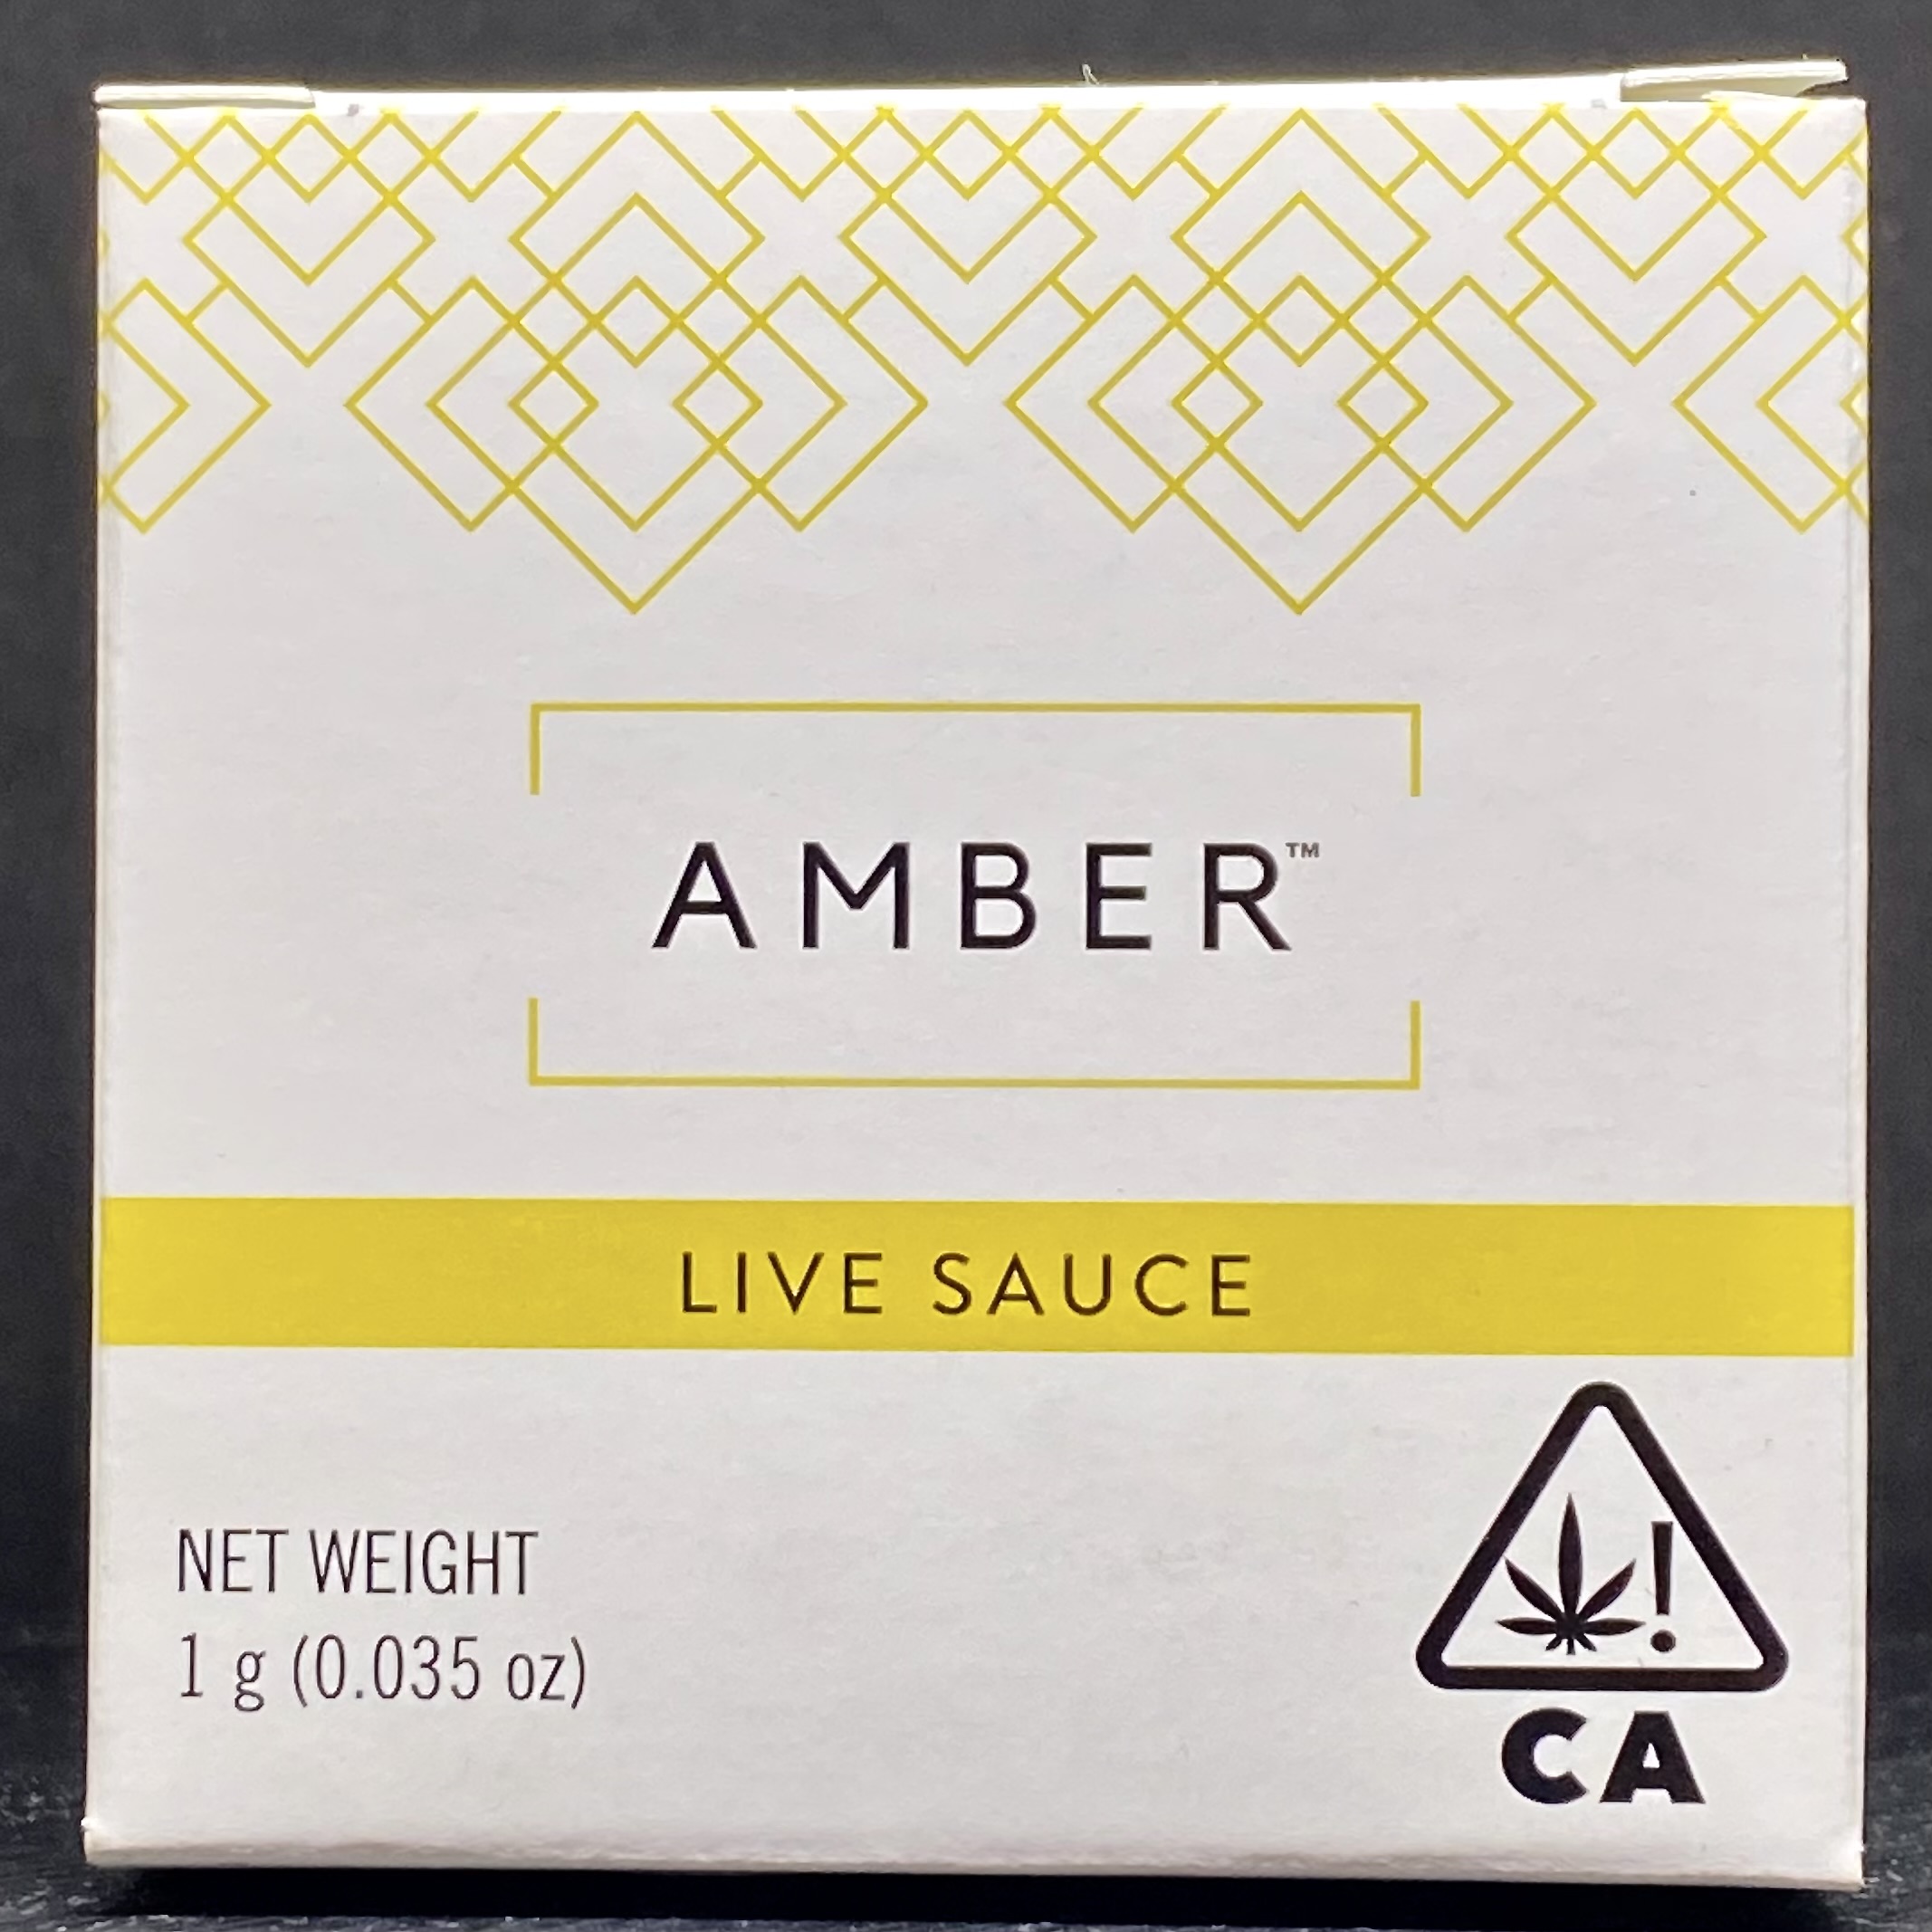 AMBER™
LIVE SAUCE
NET WEIGHT
1 g (0.035 oz)
!
CA